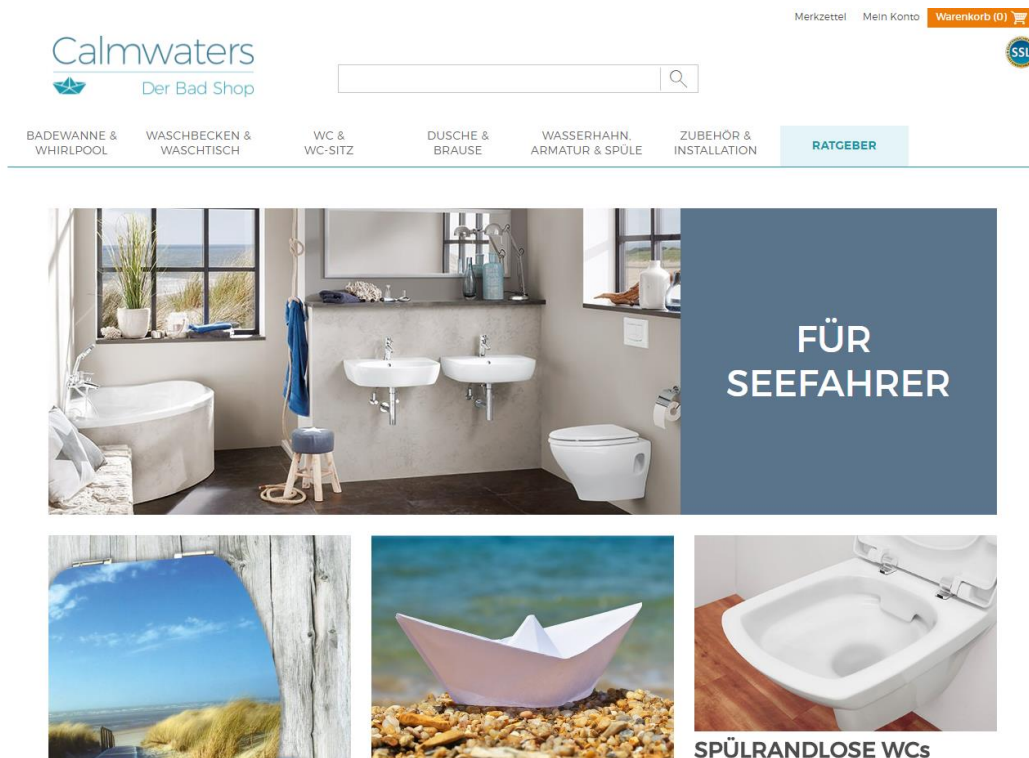 Merkzettel Mein Konto Warenkorb (0)
SSL
Calmwaters
Der Bad Shop
BADEWANNE &
WHIRLPOOL
WASCHBECKEN &
WASCHTISCH
WC &
WC-SITZ
DUSCHE &
BRAUSE
WASSERHAHN,
ARMATUR & SPÜLE
ZUBEHÖR &
INSTALLATION
RATGEBER
FÜR
SEEFAHRER
SPÜLRANDLOSE WCs